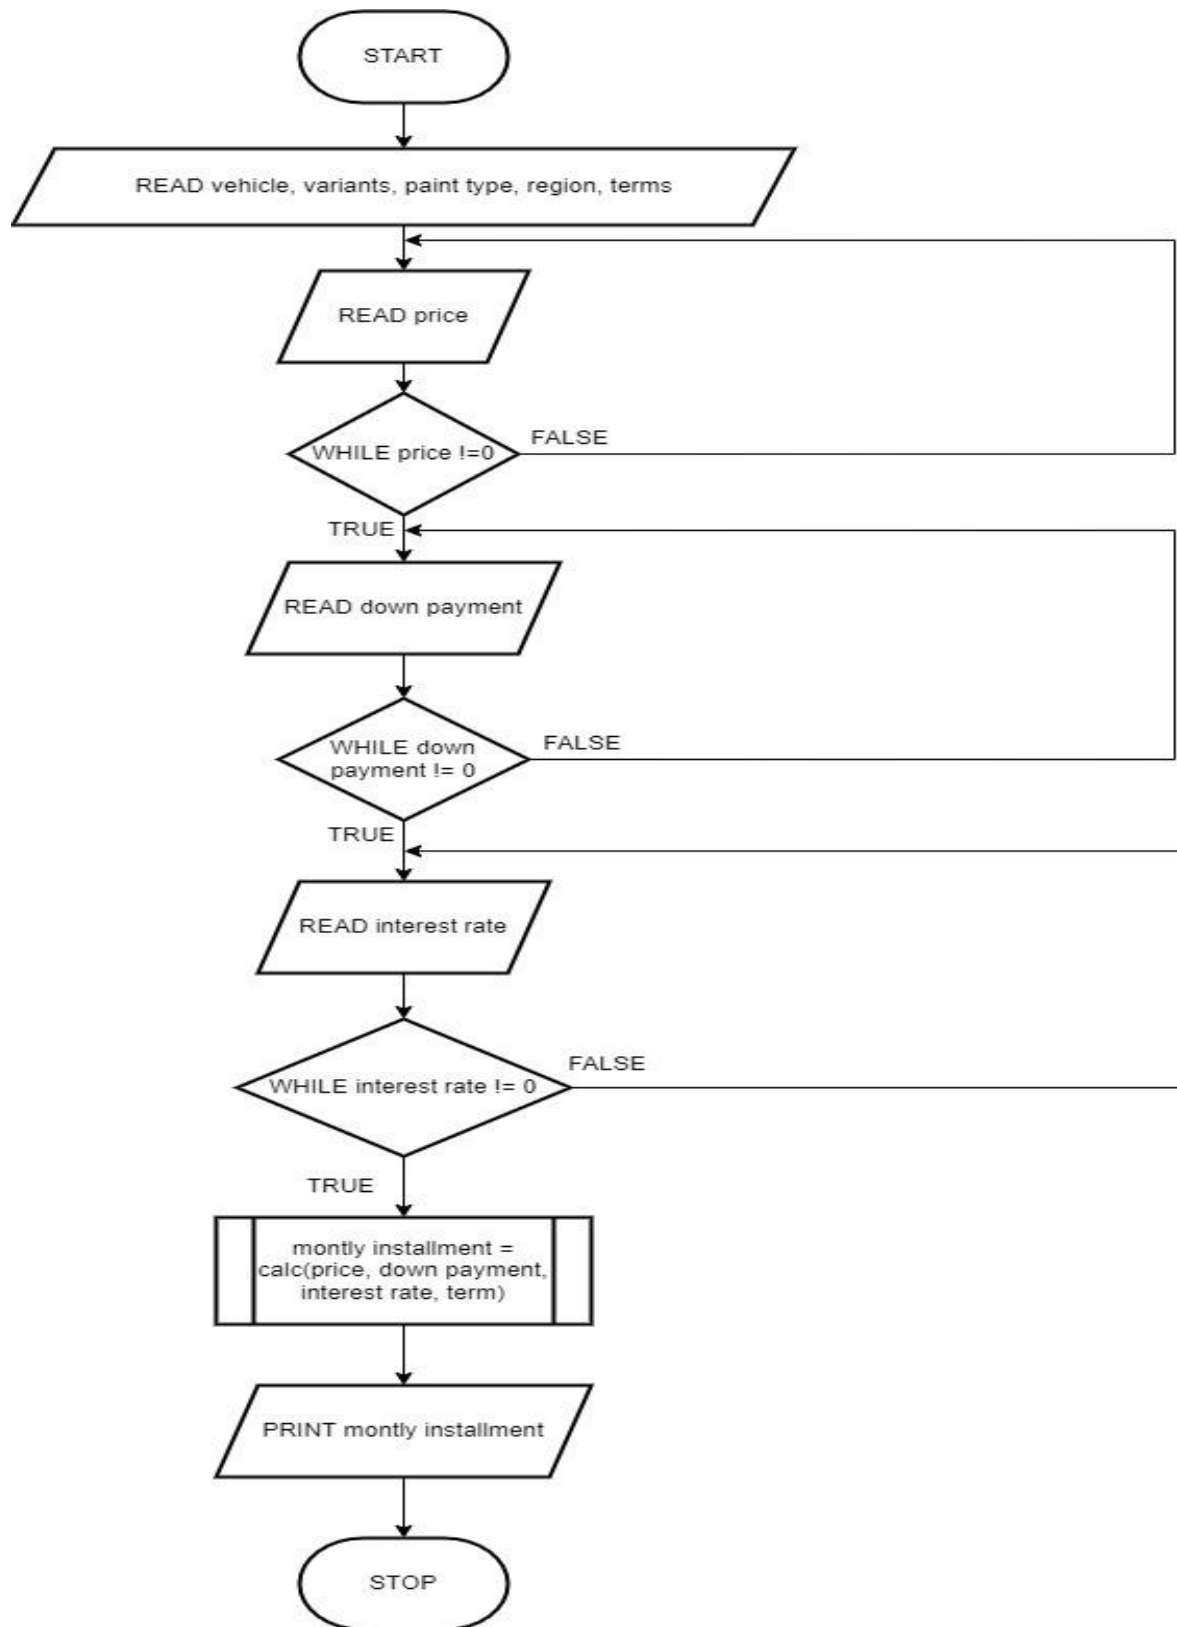 START
READ vehicle, variants, paint type, region, terms
READ price
WHILE price !=0
FALSE
TRUE
READ down payment
WHILE down
payment != 0
FALSE
TRUE
READ interest rate
WHILE interest rate != 0
FALSE
TRUE
montly installment =
calc(price, down payment,
interest rate, term)
PRINT montly installment
STOP